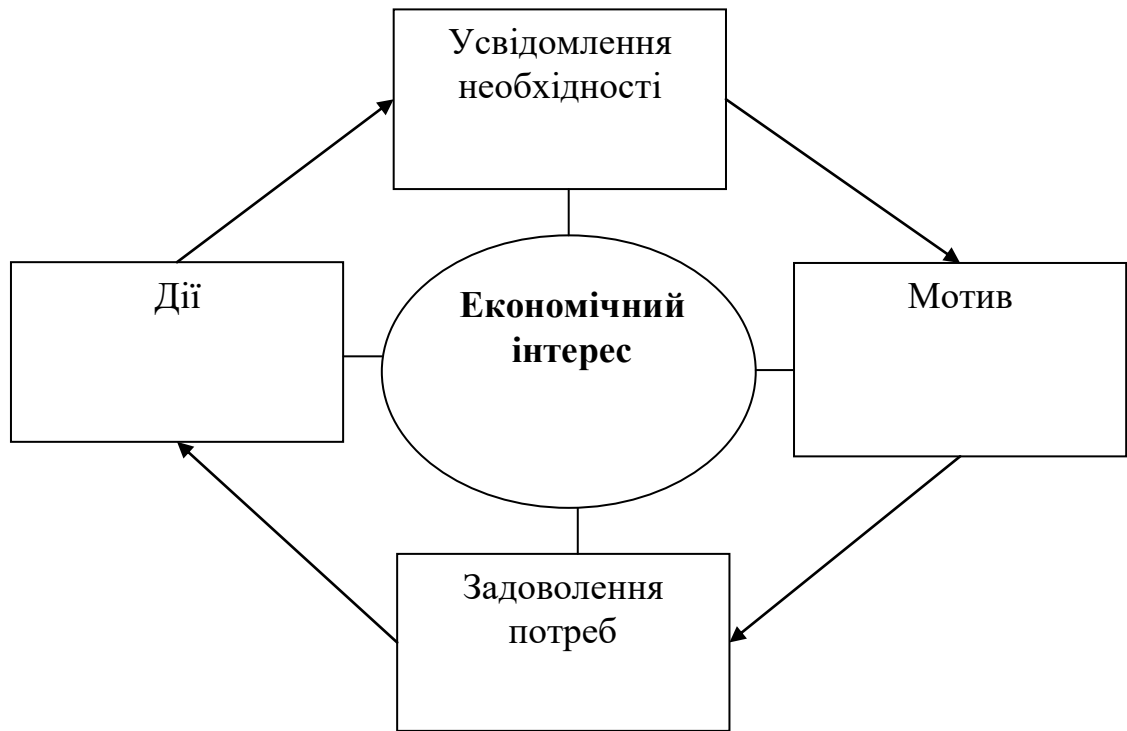 Усвідомлення
необхідності
Дії
Економічний
інтерес
Мотив
Задоволення
потреб